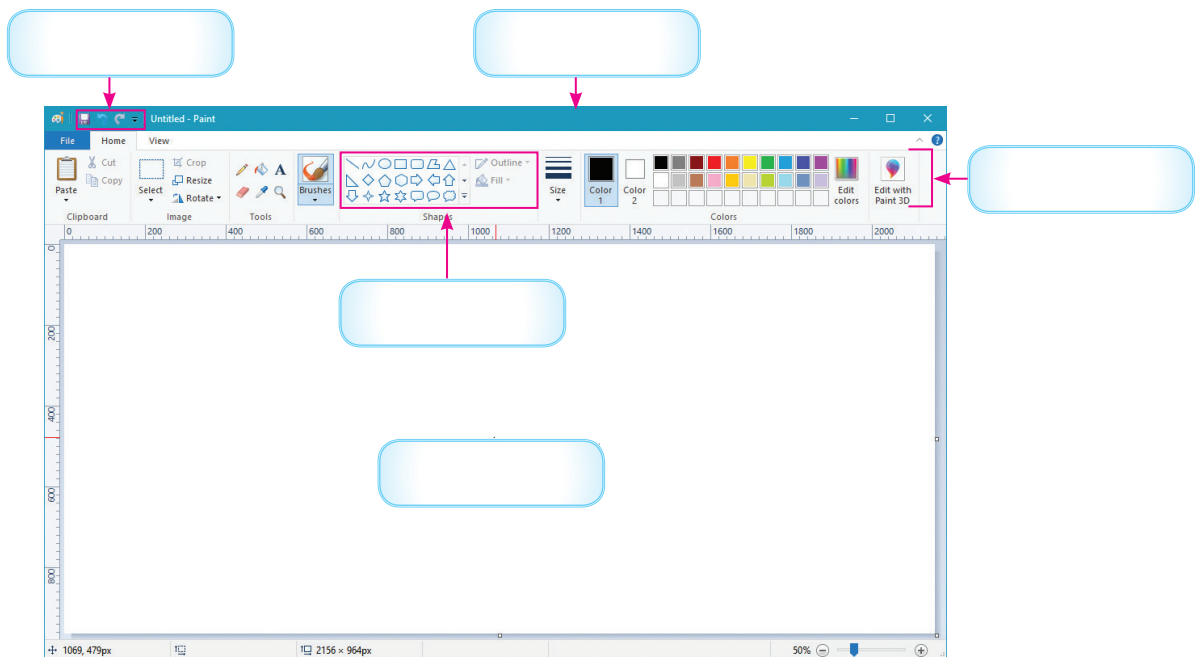 Untitled - Paint
File Home View
Paste
Cut
Copy
Clipboard
Select
Crop
Resize
Rotate
Image
A
Tools
Brushes
Outline
Fill
Shapes
Size
Color 1
Color 2
Edit colors
Colors
Edit with Paint 3D
0 200 400 600 800 1000 1200 1400 1600 1800 2000
0
200
400
600
800
1069, 479px 2156 × 964px 50%